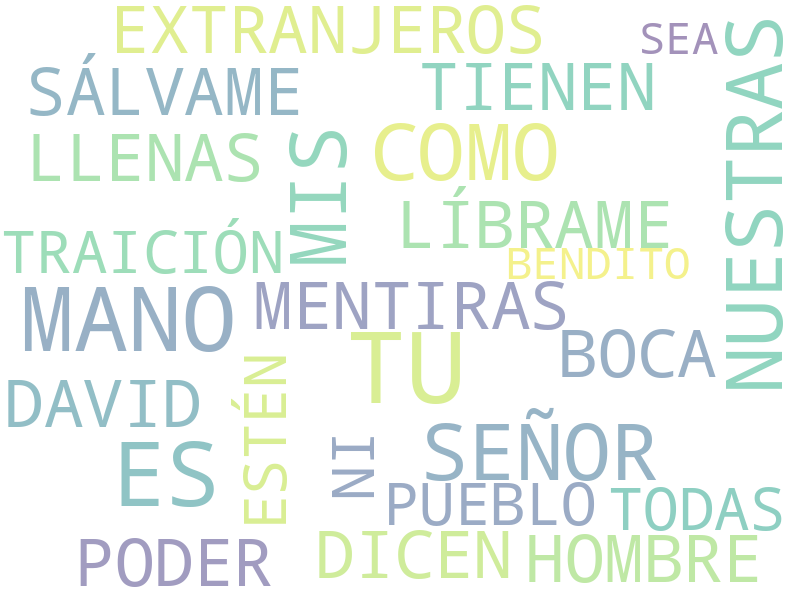 EXTRANJEROS
SEA
SÁLVAME
TIENEN
NUESTRAS
LLENAS
MIS
COMO
LÍBRAME
TRAICIÓN
BENDITO
MANO
MENTIRAS
TU
BOCA
DAVID
ESTÉN
ES
NI
SEÑOR
PUEBLO
TODAS
PODER
DICEN
HOMBRE